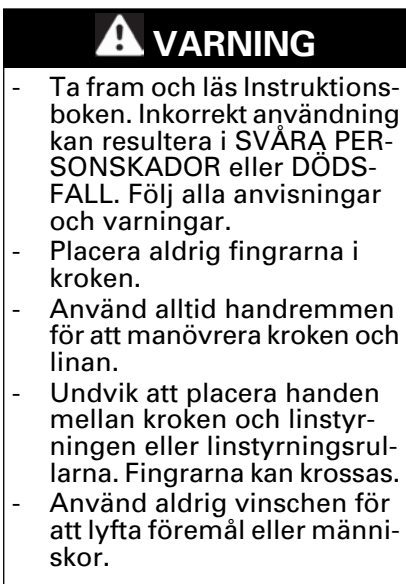 VARNING
- Ta fram och läs Instruktions-
boken. Inkorrekt användning
kan resultera i SVÅRA PER-
SONSKADOR eller DÖDS-
FALL. Följ alla anvisningar
och varningar.
- Placera aldrig fingrarna i
kroken.
- Använd alltid handremmen
för att manövrera kroken och
linan.
- Undvik att placera handen
mellan kroken och linstyr-
ningen eller linstyrningsrul-
larna. Fingrarna kan krossas.
- Använd aldrig vinschen för
att lyfta föremål eller männi-
skor.